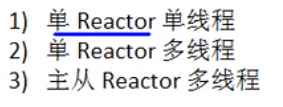 1) 单 Reactor 单线程
2) 单 Reactor 多线程
3) 主从 Reactor 多线程